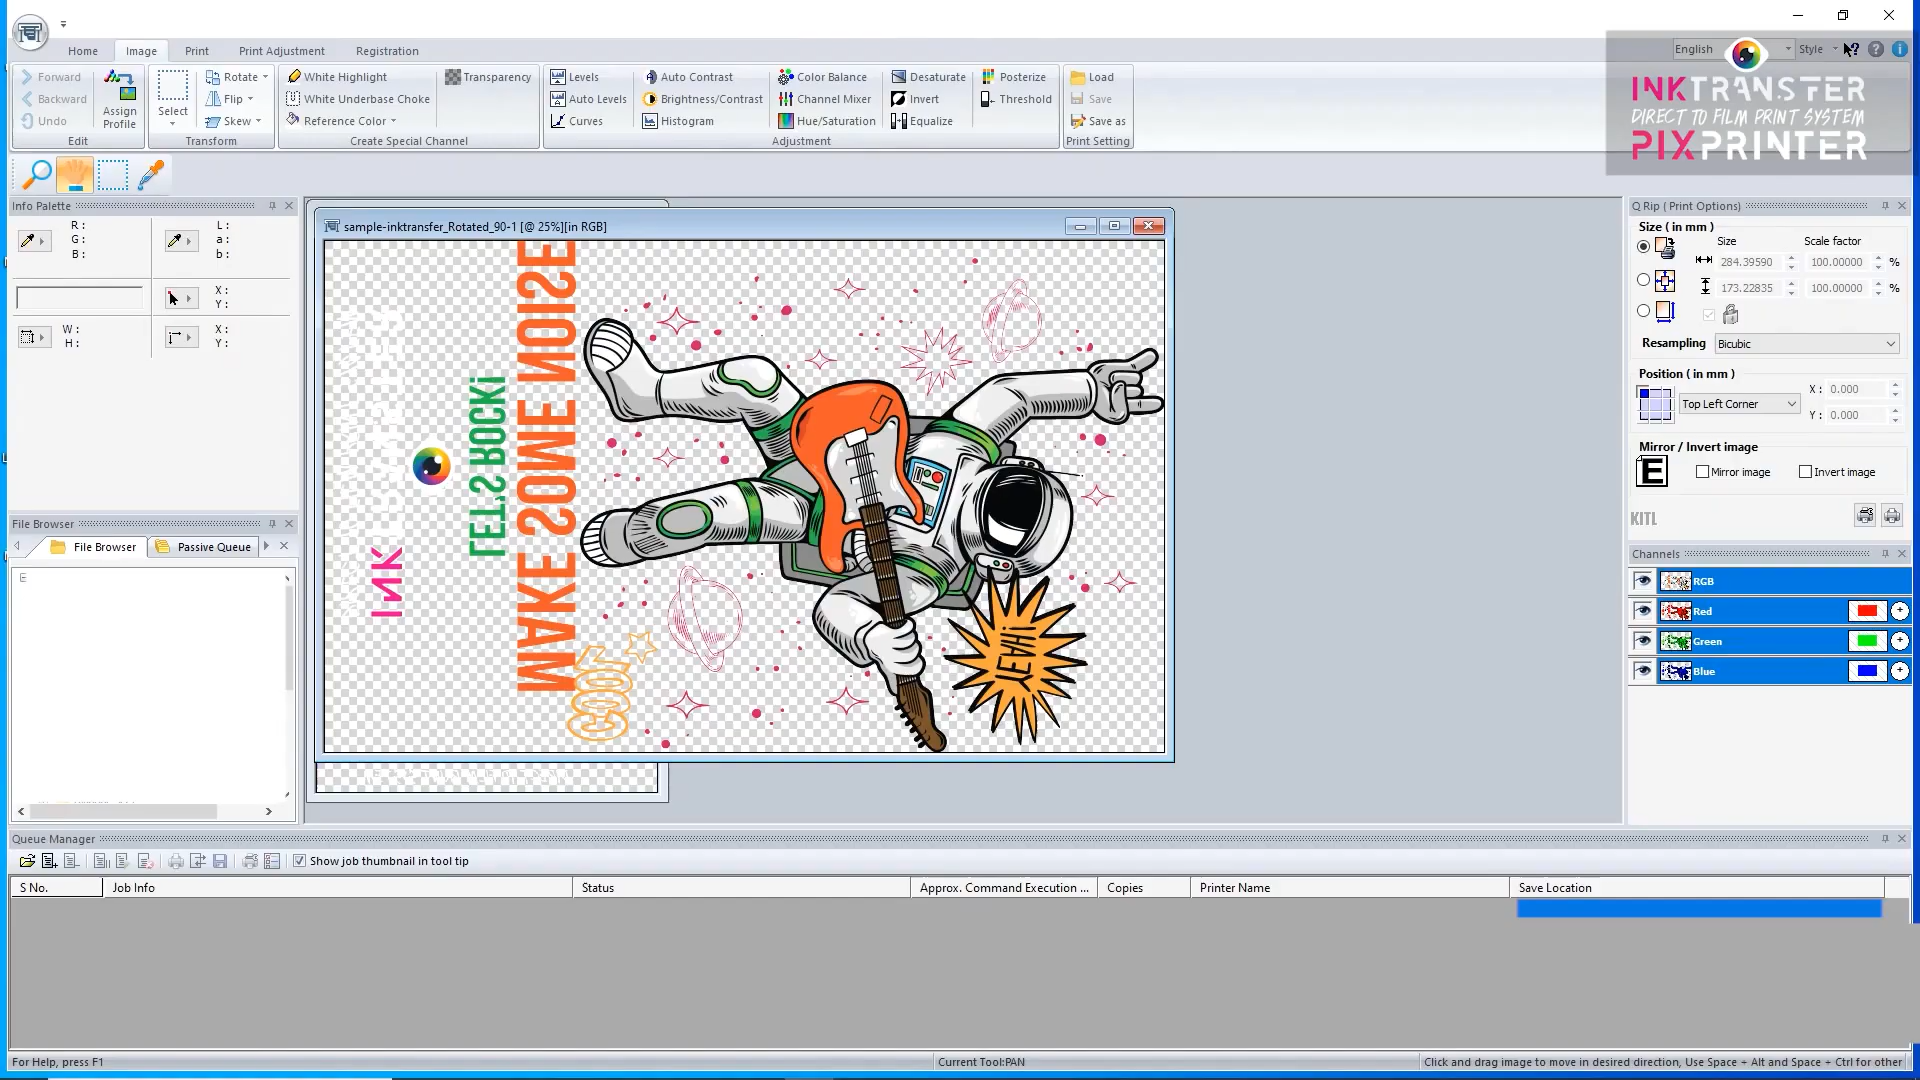 Home Image Print Print Adjustment Registration
English Style
INKTRANSFER
DIRECT TO FILM PRINT SYSTEM
PIXPRINTER
Forward
Backward
Undo
Assign Profile
Edit
Select
Rotate
Flip
Skew
Transform
White Highlight
White Underbase Choke
Reference Color
Transparency
Create Special Channel
Levels
Auto Levels
Curves
Auto Contrast
Brightness/Contrast
Histogram
Color Balance
Channel Mixer
Hue/Saturation
Desaturate
Invert
Equalize
Posterize
Threshold
Adjustment
Load
Save
Save as
Print Setting
Info Palette
R :
G :
B :
L :
a :
b :
X :
Y :
W :
H :
X :
Y :
sample-inktransfer_Rotated_90-1 [@ 25%][in RGB]
INK
LET'S ROCK!
MAKE SOME NOISE
COOL
YEAH!
File Browser
File Browser Passive Queue
E
Q Rip ( Print Options)
Size ( in mm )
Size Scale factor
284.39590 100.00000 %
173.22835 100.00000 %
Resampling Bicubic
Position ( in mm )
Top Left Corner
X : 0.000
Y : 0.000
Mirror / Invert image
E Mirror image Invert image
KITL
Channels
RGB
Red
Green
Blue
Queue Manager
Show job thumbnail in tool tip
S No. Job Info Status Approx. Command Execution ... Copies Printer Name Save Location
For Help, press F1 Current Tool:PAN Click and drag image to move in desired direction, Use Space + Alt and Space + Ctrl for other